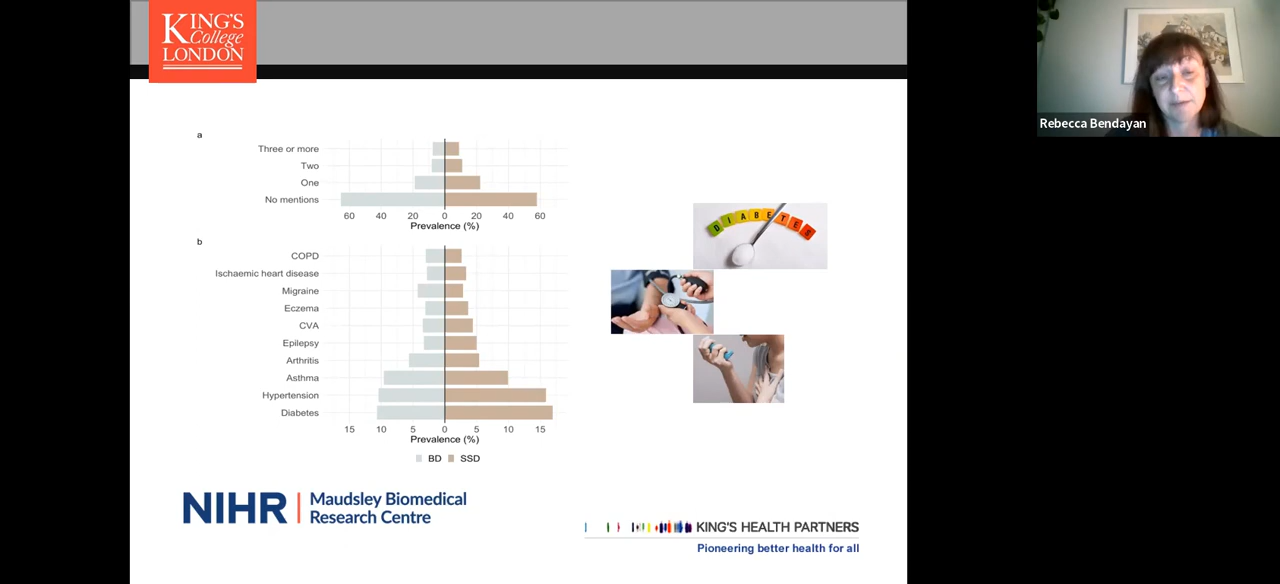 KING'S
College
LONDON
Rebecca Bendayan
a
Three or more
Two
One
No mentions
60 40 20 0 20 40 60
Prevalence (%)
b
COPD
Ischaemic heart disease
Migraine
Eczema
CVA
Epilepsy
Arthritis
Asthma
Hypertension
Diabetes
15 10 5 0 5 10 15
Prevalence (%)
BD SSD
DIABETES
NIHR | Maudsley Biomedical
Research Centre
KING'S HEALTH PARTNERS
Pioneering better health for all